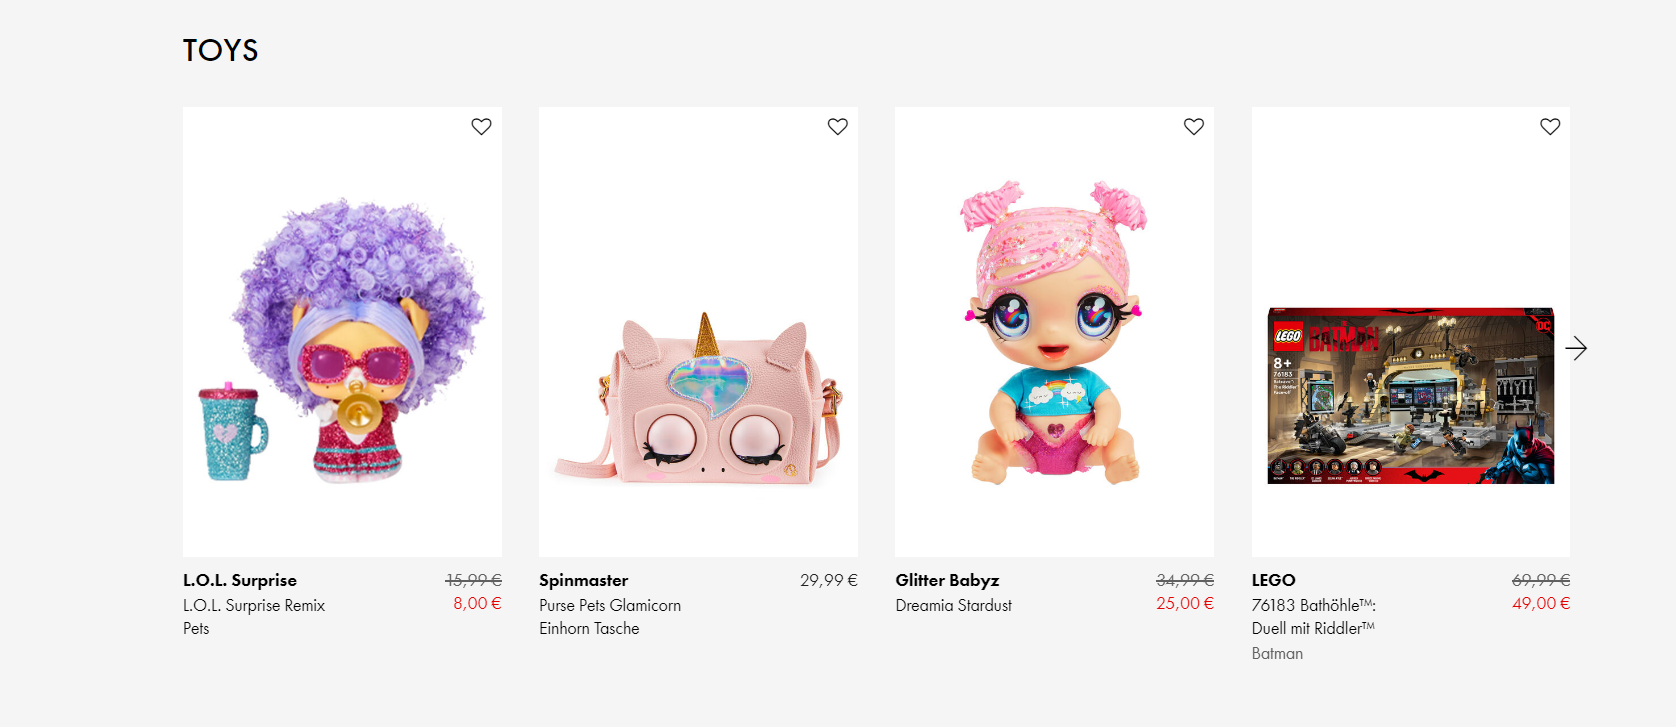 TOYS
LEGO
BATMAN
DC
8+
76183
L.O.L. Surprise
15,99 €
L.O.L. Surprise Remix
8,00 €
Pets
Spinmaster
29,99 €
Purse Pets Glamicorn
Einhorn Tasche
Glitter Babyz
34,99 €
Dreamia Stardust
25,00 €
LEGO
69,99 €
76183 Bathöhle™:
49,00 €
Duell mit Riddler™
Batman